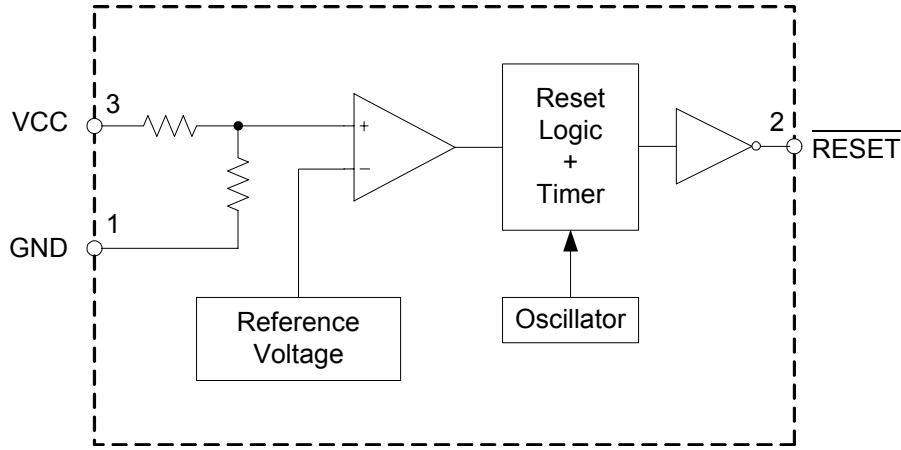 VCC
3
GND
1
+
−
Reference
Voltage
Reset
Logic
+
Timer
Oscillator
2
RESET